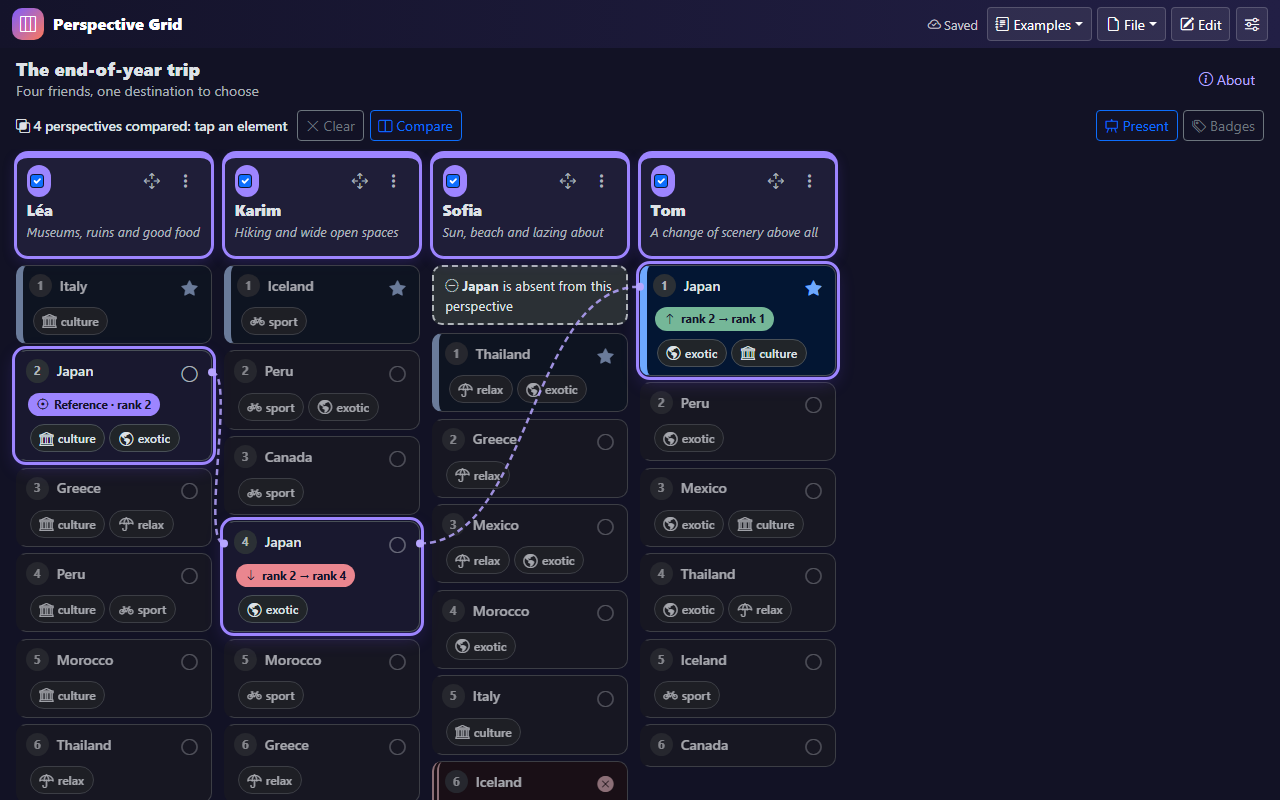 Perspective Grid
Saved
Examples
File
Edit
The end-of-year trip
Four friends, one destination to choose
About
4 perspectives compared: tap an element
Clear
Compare
Present
Badges
Léa
Museums, ruins and good food
1 Italy
culture
2 Japan
Reference · rank 2
culture exotic
3 Greece
culture relax
4 Peru
culture sport
5 Morocco
culture
6 Thailand
relax
Karim
Hiking and wide open spaces
1 Iceland
sport
2 Peru
sport exotic
3 Canada
sport
4 Japan
↓ rank 2 → rank 4
exotic
5 Morocco
sport
6 Greece
relax
Sofia
Sun, beach and lazing about
Japan is absent from this
perspective
1 Thailand
relax exotic
2 Greece
relax
3 Mexico
relax exotic
4 Morocco
exotic
5 Italy
culture
6 Iceland
Tom
A change of scenery above all
1 Japan
↑ rank 2 → rank 1
exotic culture
2 Peru
exotic
3 Mexico
exotic culture
4 Thailand
exotic relax
5 Iceland
sport
6 Canada